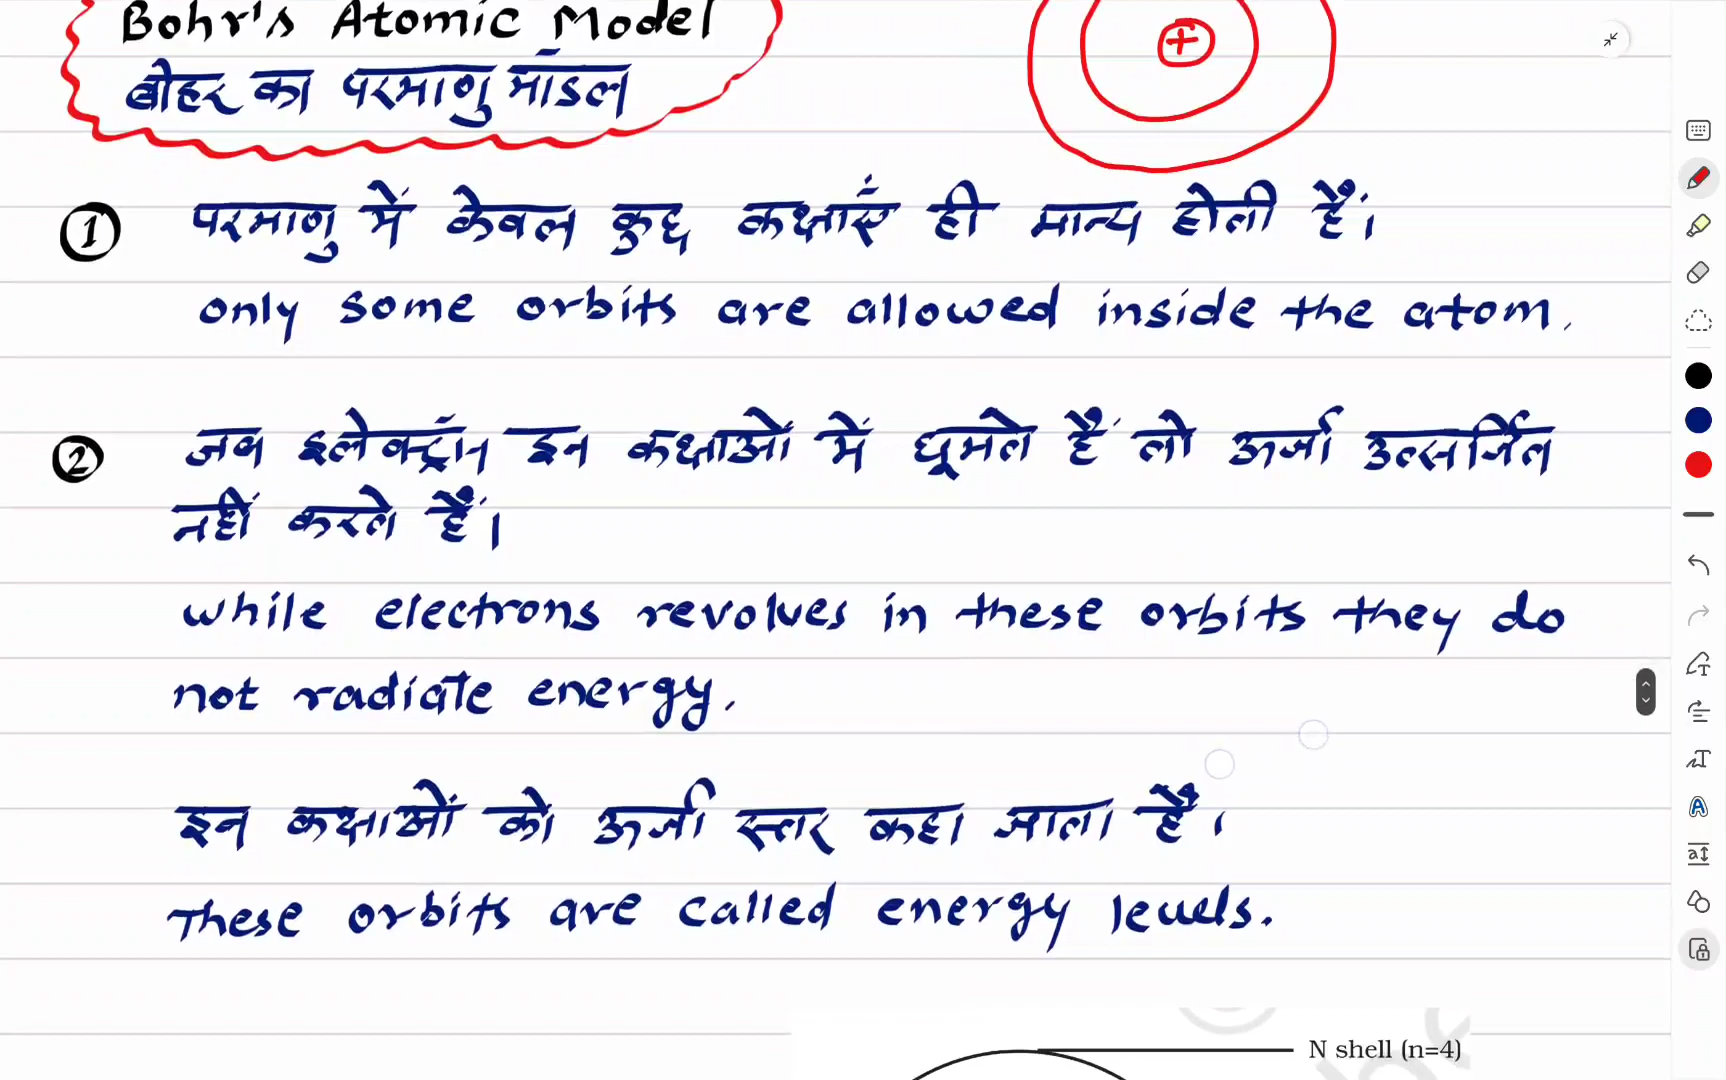 Bohr's Atomic Model
बोहर का परमाणु मॉडल
① परमाणु में केवल कुछ कक्षाएं ही मान्य होती हैं।
only some orbits are allowed inside the atom.
② जब इलेक्ट्रॉन इन कक्षाओं में घूमते हैं तो ऊर्जा उत्सर्जित
नहीं करते हैं।
while electrons revolves in these orbits they do
not radiate energy.
इन कक्षाओं को ऊर्जा स्तर कहा जाता है।
These orbits are called energy levels.
N shell (n=4)